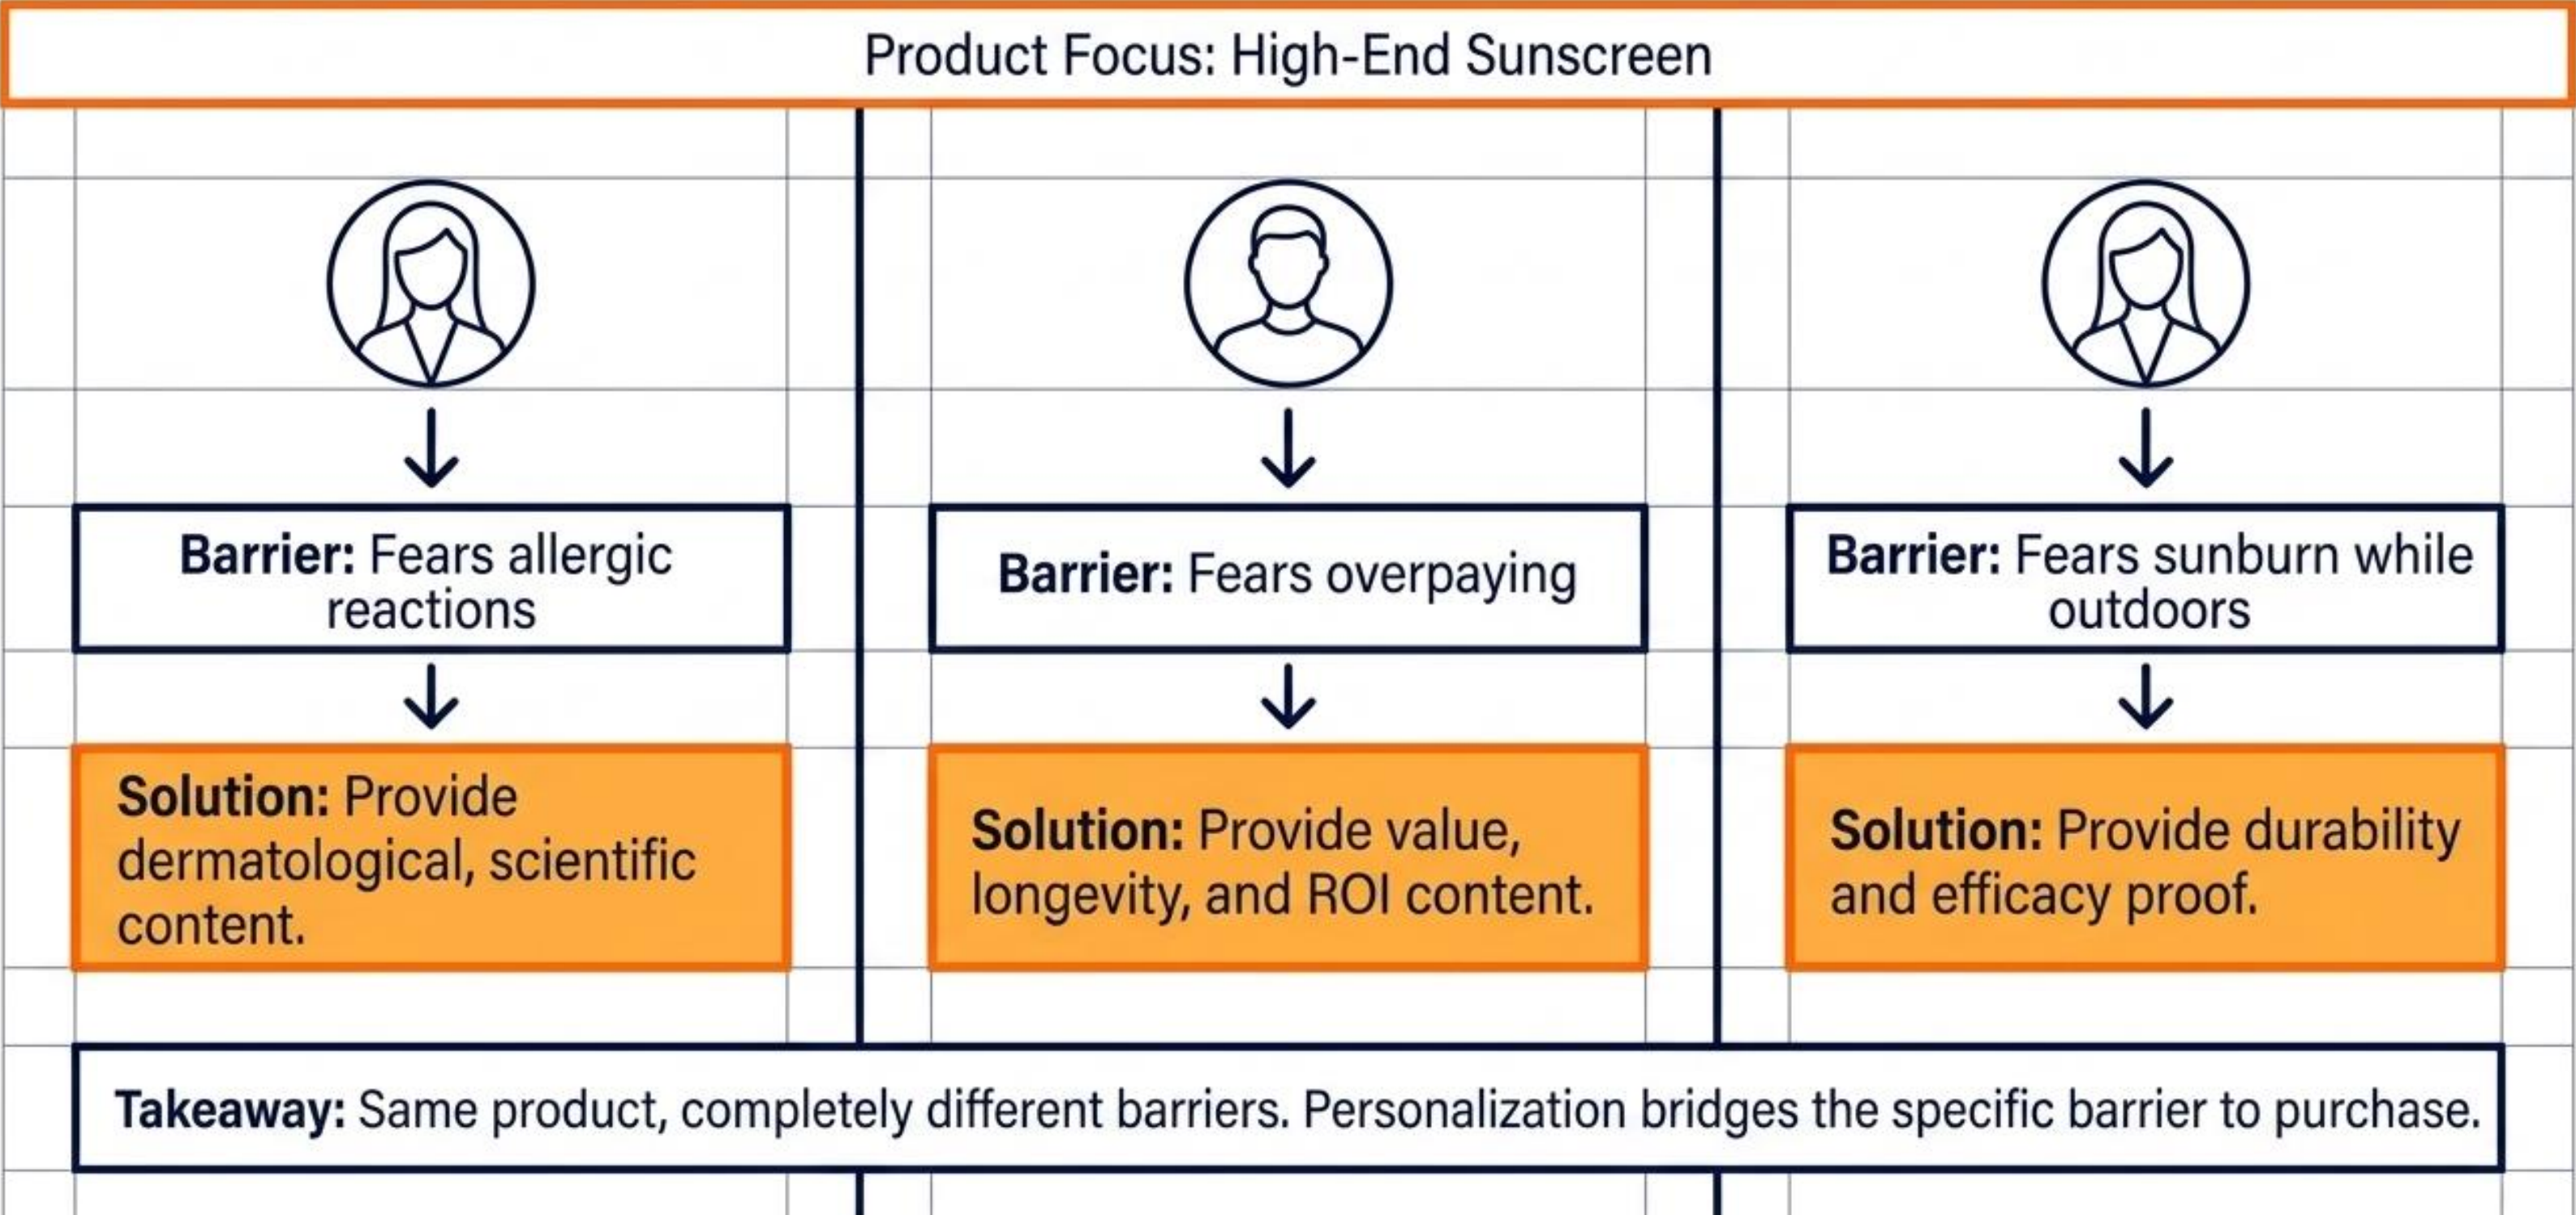 Product Focus: High-End Sunscreen
Barrier: Fears allergic
reactions
Solution: Provide
dermatological, scientific
content.
Barrier: Fears overpaying
Solution: Provide value,
longevity, and ROI content.
Barrier: Fears sunburn while
outdoors
Solution: Provide durability
and efficacy proof.
Takeaway: Same product, completely different barriers. Personalization bridges the specific barrier to purchase.